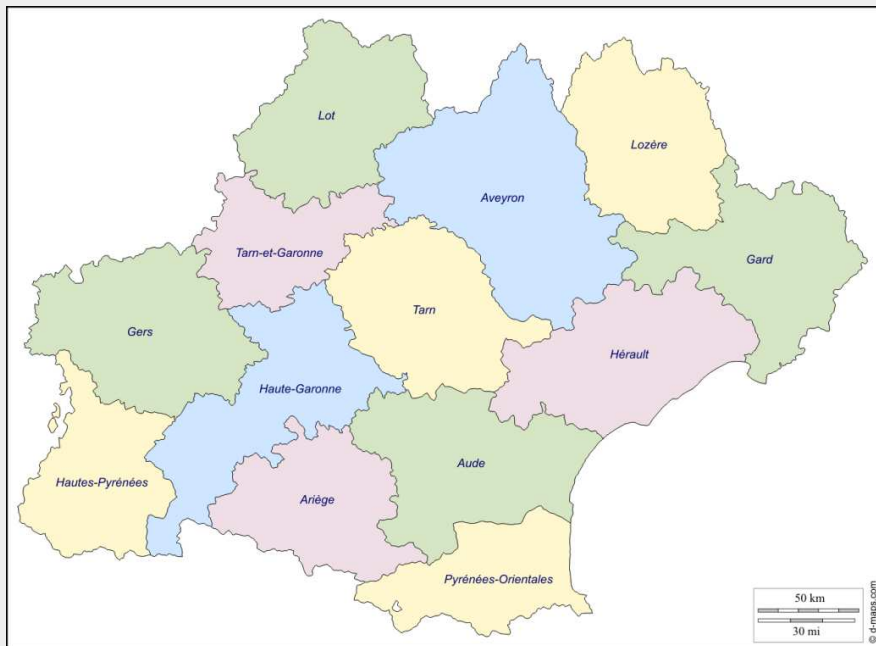 Lot
Lozère
Aveyron
Tarn-et-Garonne
Gard
Tarn
Gers
Hérault
Haute-Garonne
Aude
Hautes-Pyrénées
Ariège
Pyrénées-Orientales
50 km
30 mi
© d-maps.com